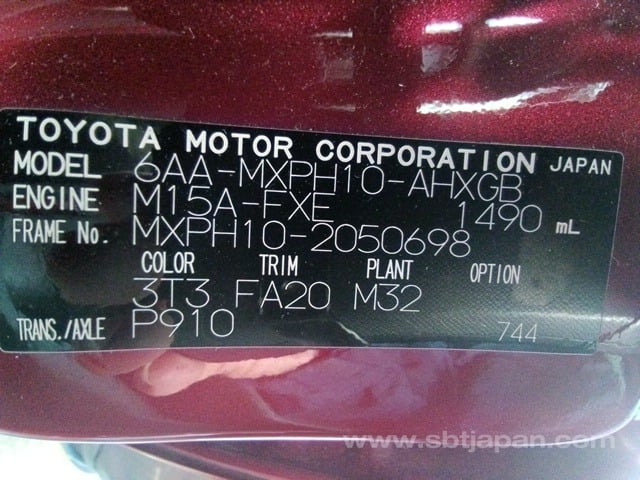 TOYOTA MOTOR CORPORATION JAPAN
MODEL 6AA-MXPH10-AHXGB
ENGINE M15A-FXE 1490 mL
FRAME No. MXPH10-2050698
COLOR TRIM PLANT OPTION
3T3 FA20 M32
TRANS./AXLE P910 744
www.sbtjapan.com